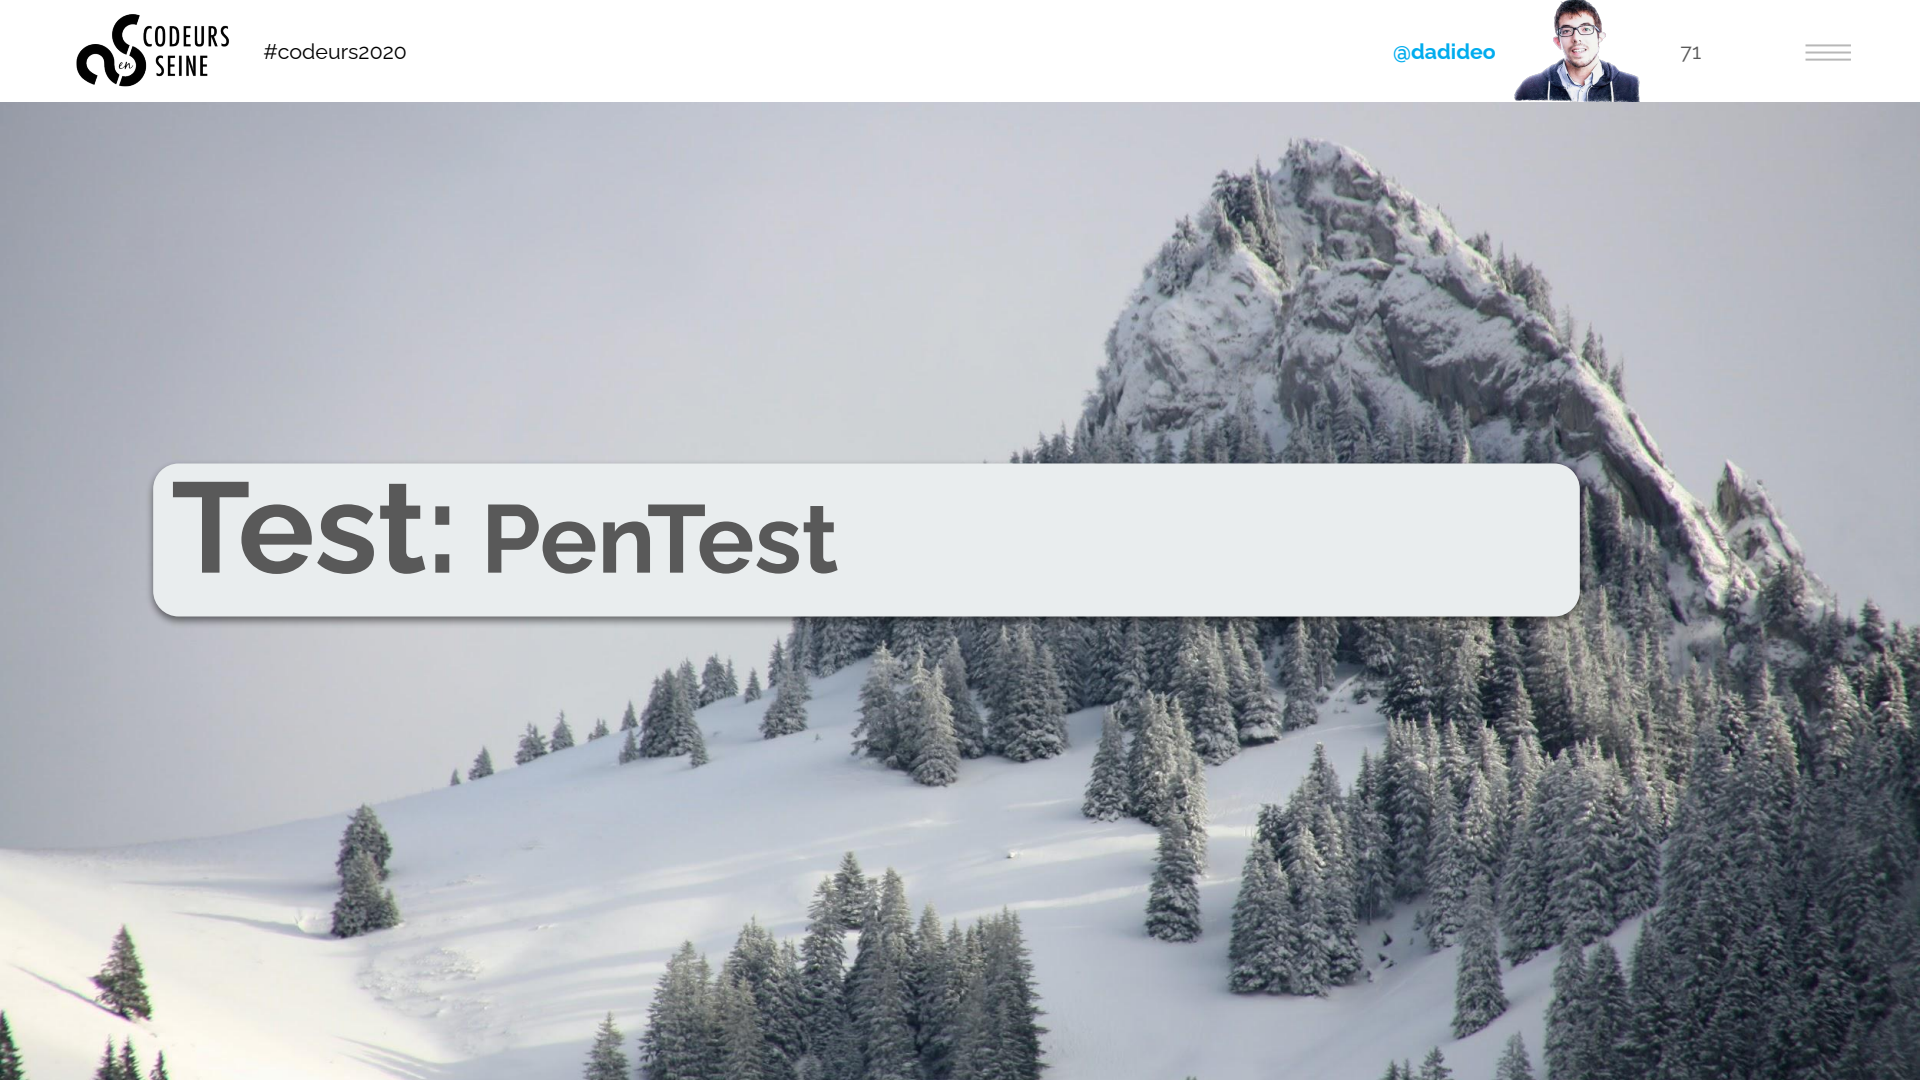 CODEURS
en
SEINE
#codeurs2020
@dadideo
71
Test: PenTest